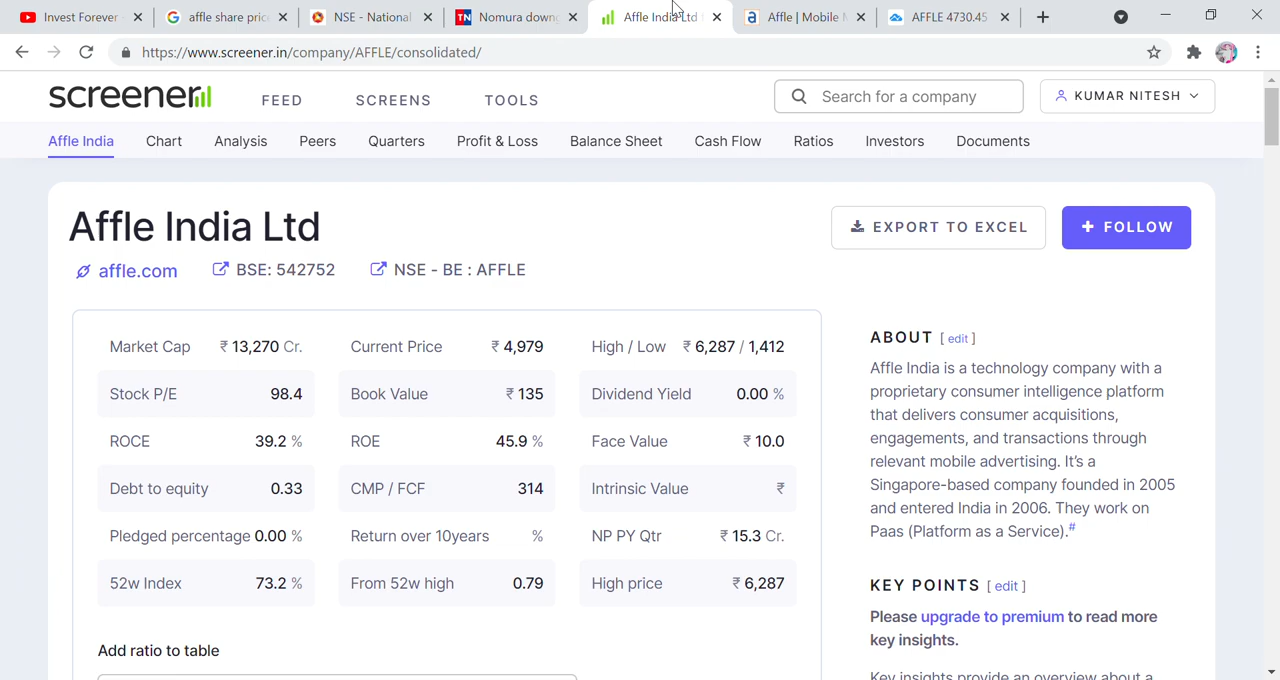 Invest Forever
affle share pric
NSE - National
Nomura down
Affle India Ltd
Affle | Mobile M
AFFLE 4730.45
https://www.screener.in/company/AFFLE/consolidated/
screener
FEED
SCREENS
TOOLS
Search for a company
KUMAR NITESH
Affle India
Chart
Analysis
Peers
Quarters
Profit & Loss
Balance Sheet
Cash Flow
Ratios
Investors
Documents
Affle India Ltd
EXPORT TO EXCEL
FOLLOW
affle.com
BSE: 542752
NSE - BE : AFFLE
Market Cap ₹ 13,270 Cr.
Current Price ₹ 4,979
High / Low ₹ 6,287 / 1,412
Stock P/E 98.4
Book Value ₹ 135
Dividend Yield 0.00 %
ROCE 39.2 %
ROE 45.9 %
Face Value ₹ 10.0
Debt to equity 0.33
CMP / FCF 314
Intrinsic Value ₹
Pledged percentage 0.00 %
Return over 10years %
NP PY Qtr ₹ 15.3 Cr.
52w Index 73.2 %
From 52w high 0.79
High price ₹ 6,287
Add ratio to table
ABOUT [ edit ]
Affle India is a technology company with a
proprietary consumer intelligence platform
that delivers consumer acquisitions,
engagements, and transactions through
relevant mobile advertising. It's a
Singapore-based company founded in 2005
and entered India in 2006. They work on
Paas (Platform as a Service).#
KEY POINTS [ edit ]
Please upgrade to premium to read more
key insights.
Key insights provide an overview about a